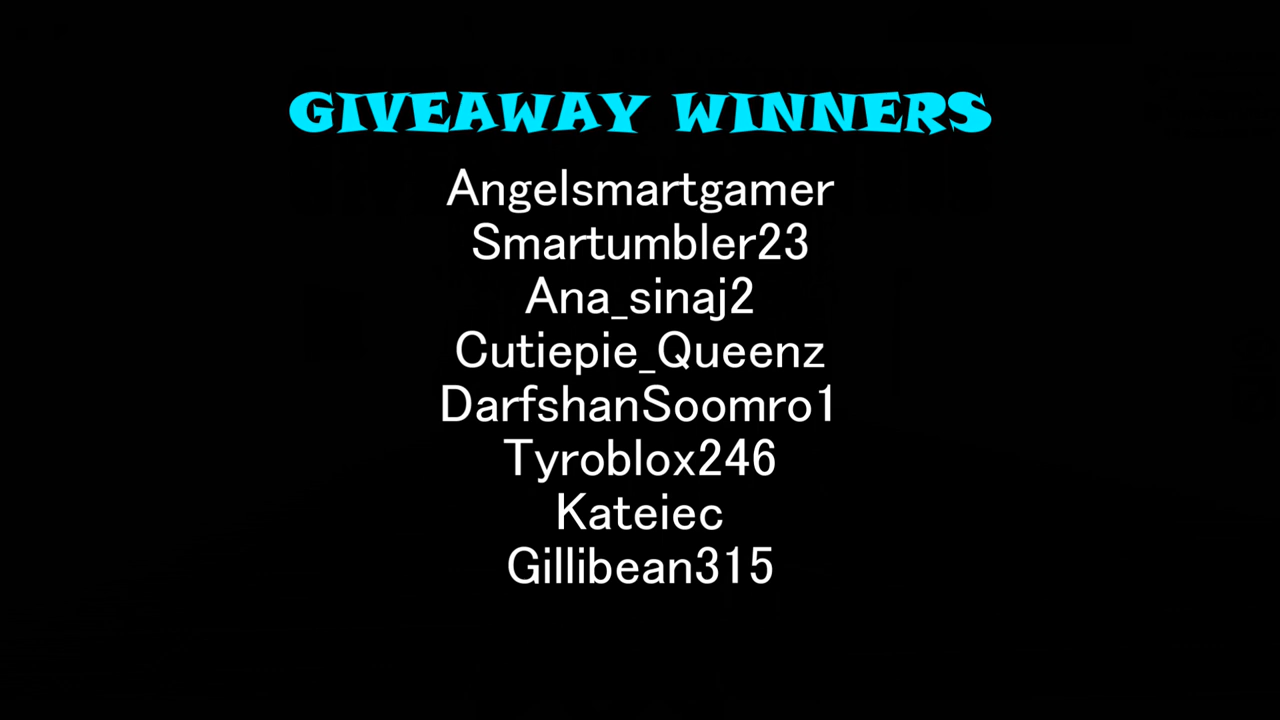 GIVEAWAY WINNERS
Angelsmartgamer
Smartumbler23
Ana_sinaj2
Cutiepie_Queenz
DarfshanSoomro1
Tyroblox246
Kateiec
Gillibean315